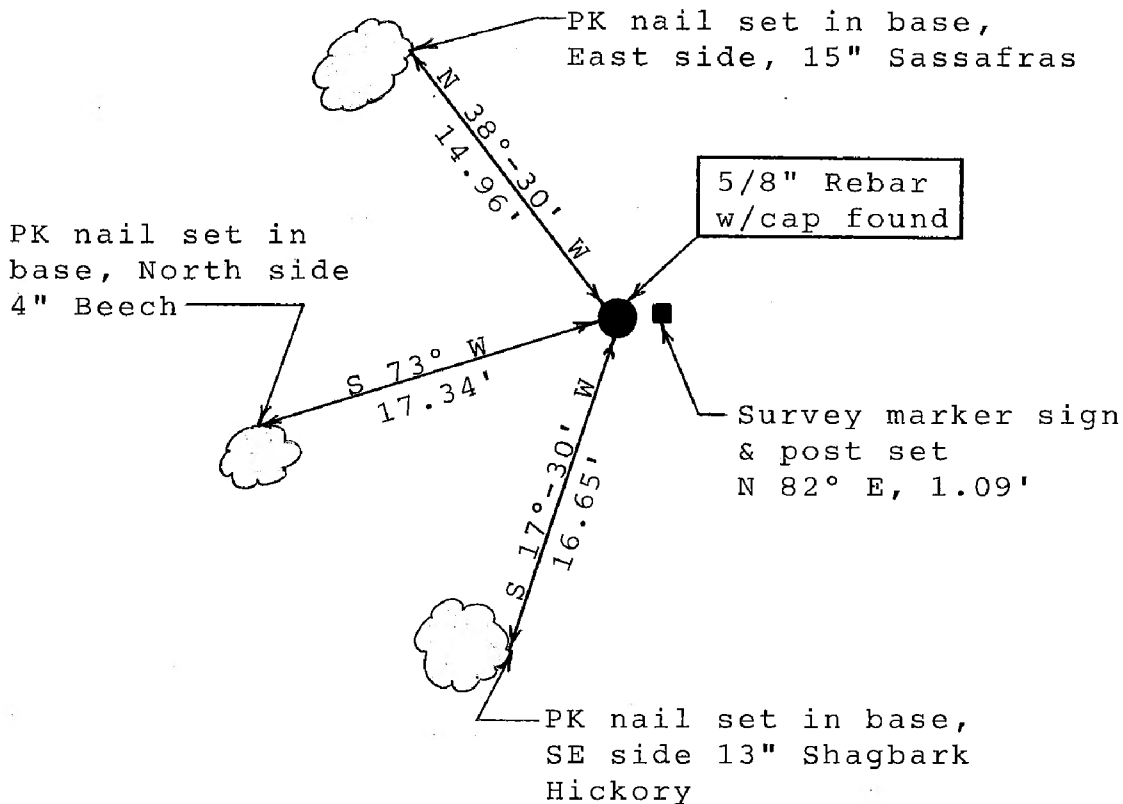 PK nail set in base,
East side, 15" Sassafras
N 38°-30' W
14.96'
5/8" Rebar
w/cap found
PK nail set in
base, North side
4" Beech
S 73° W
17.34'
S 17°-30' W
16.65'
Survey marker sign
& post set
N 82° E, 1.09'
PK nail set in base,
SE side 13" Shagbark
Hickory